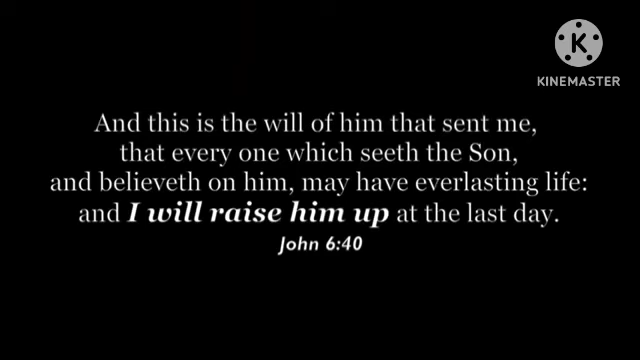 KINEMASTER
And this is the will of him that sent me,
that every one which seeth the Son,
and believeth on him, may have everlasting life:
and I will raise him up at the last day.
John 6:40